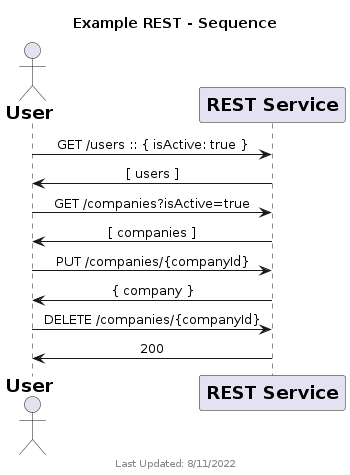 Example REST - Sequence
User
REST Service
GET /users :: { isActive: true }
[ users ]
GET /companies?isActive=true
[ companies ]
PUT /companies/{companyId}
{ company }
DELETE /companies/{companyId}
200
User
REST Service
Last Updated: 8/11/2022